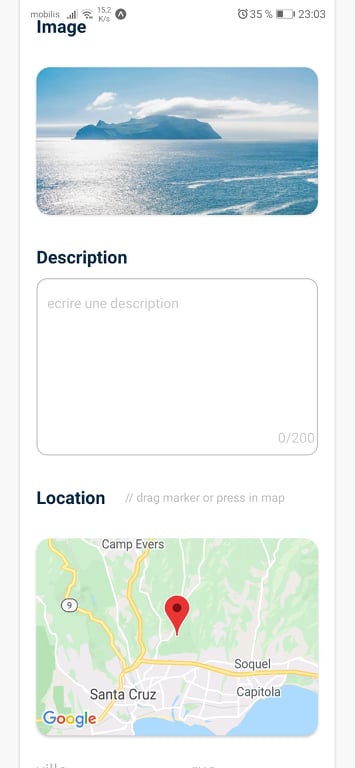 mobilis 15,2 K/s 35 % 23:03
Image
Description
ecrire une description
0/200
Location // drag marker or press in map
Camp Evers
9
Soquel
Santa Cruz Capitola
Google